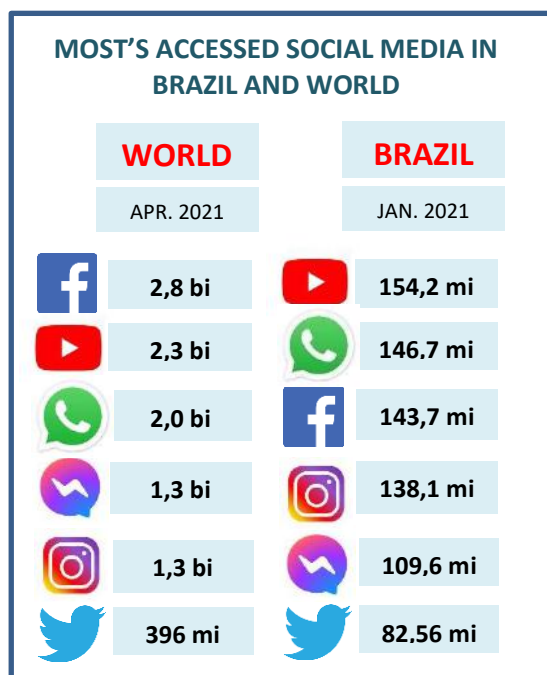 MOST'S ACCESSED SOCIAL MEDIA IN
BRAZIL AND WORLD
WORLD
BRAZIL
APR. 2021
JAN. 2021
2,8 bi
154,2 mi
2,3 bi
146,7 mi
2,0 bi
143,7 mi
1,3 bi
138,1 mi
1,3 bi
109,6 mi
396 mi
82,56 mi